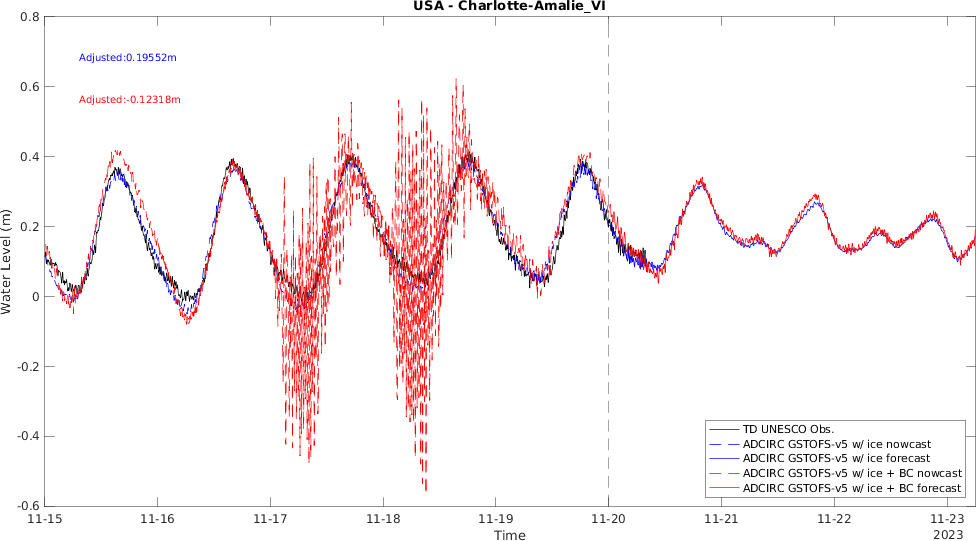 USA - Charlotte-Amalie_VI
Adjusted:0.19552m
Adjusted:-0.12318m
Water Level (m)
0.8
0.6
0.4
0.2
0
-0.2
-0.4
-0.6
TD UNESCO Obs.
ADCIRC GSTOFS-v5 w/ ice nowcast
ADCIRC GSTOFS-v5 w/ ice forecast
ADCIRC GSTOFS-v5 w/ ice + BC nowcast
ADCIRC GSTOFS-v5 w/ ice + BC forecast
11-15 11-16 11-17 11-18 11-19 11-20 11-21 11-22 11-23
Time
2023